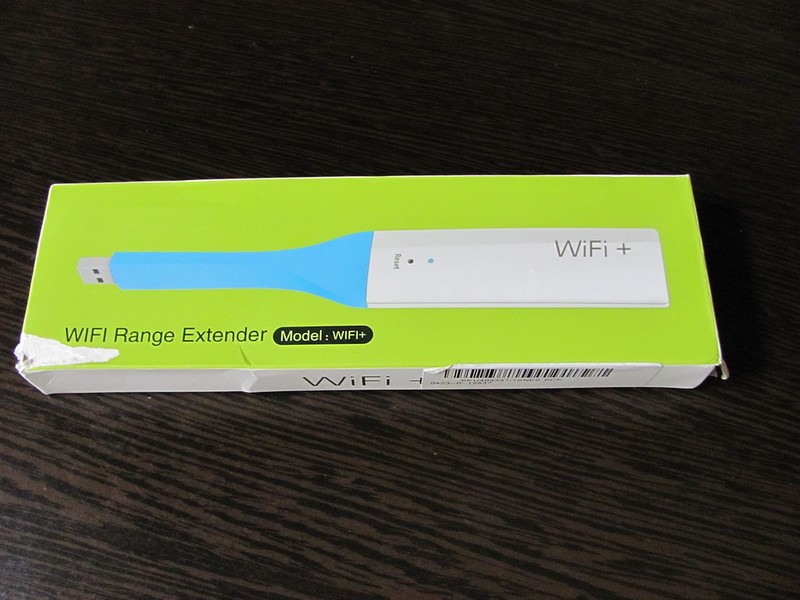 WiFi +
Reset
WIFI Range Extender Model : WIFI+
WiFi +